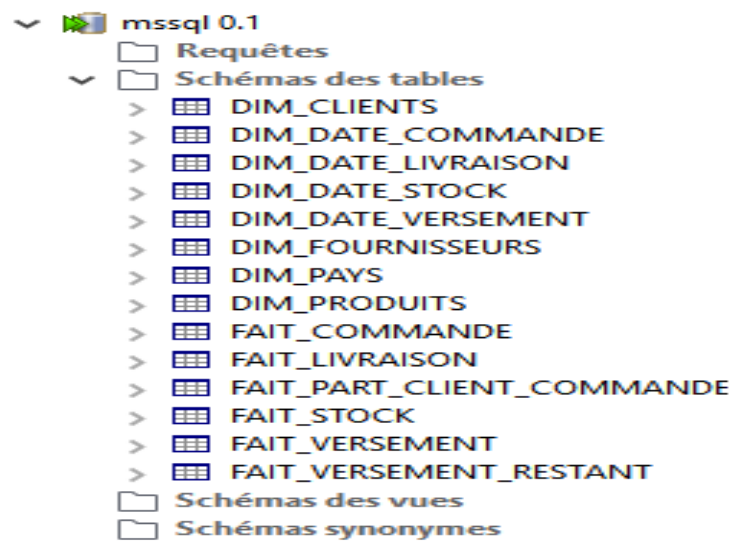 mssql 0.1
Requêtes
Schémas des tables
DIM_CLIENTS
DIM_DATE_COMMANDE
DIM_DATE_LIVRAISON
DIM_DATE_STOCK
DIM_DATE_VERSEMENT
DIM_FOURNISSEURS
DIM_PAYS
DIM_PRODUITS
FAIT_COMMANDE
FAIT_LIVRAISON
FAIT_PART_CLIENT_COMMANDE
FAIT_STOCK
FAIT_VERSEMENT
FAIT_VERSEMENT_RESTANT
Schémas des vues
Schémas synonymes